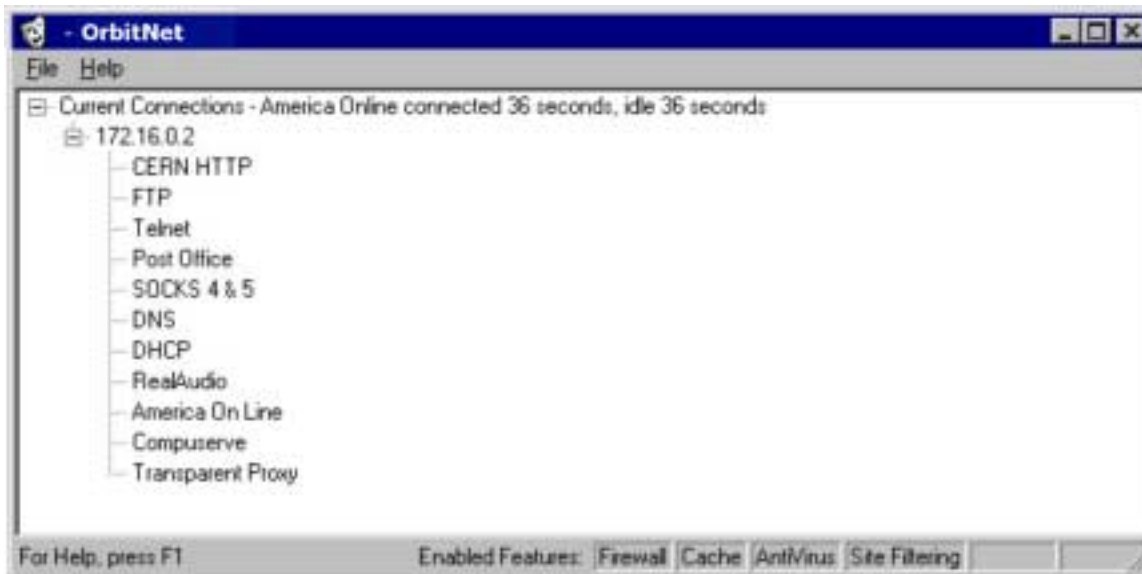 - OrbitNet
File Help
Current Connections - America Online connected 36 seconds, idle 36 seconds
172.16.0.2
CERN HTTP
FTP
Telnet
Post Office
SOCKS 4 & 5
DNS
DHCP
RealAudio
America On Line
Compuserve
Transparent Proxy
For Help, press F1 Enabled Features: Firewall Cache AntiVirus Site Filtering